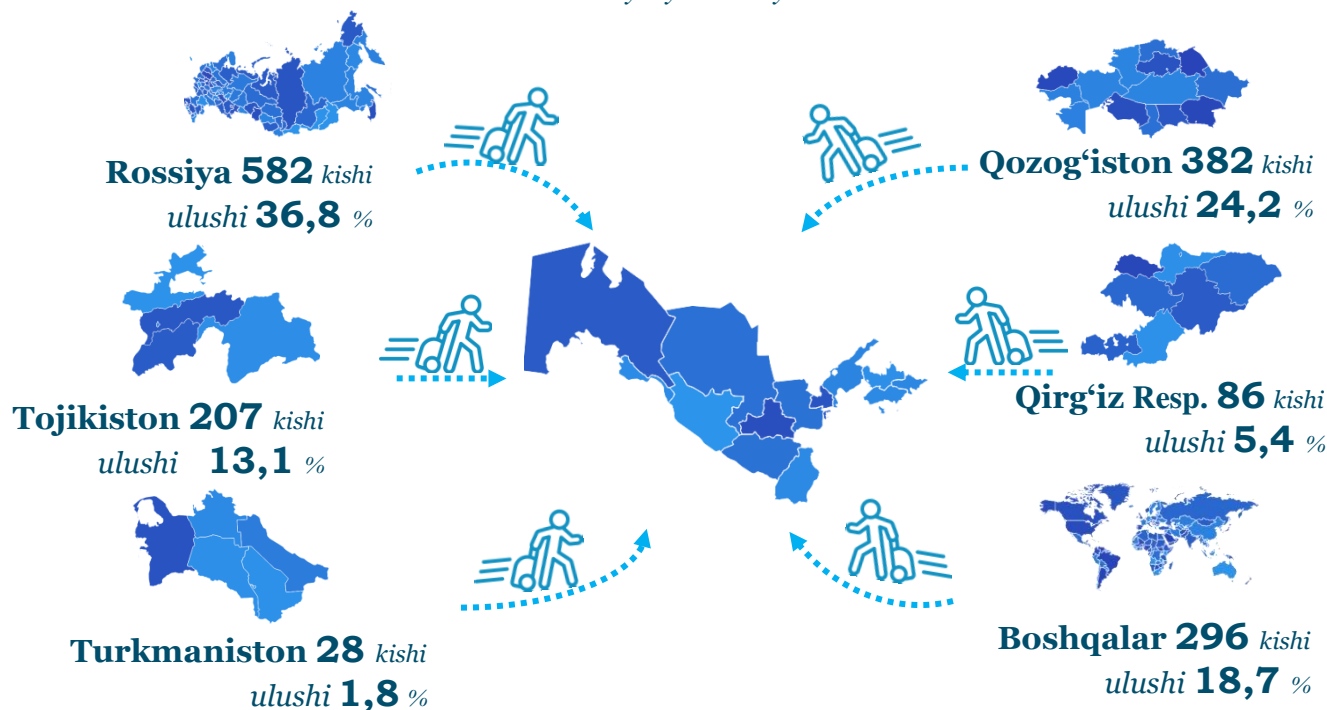 Rossiya 582 kishi
ulushi 36,8 %
Qozog‘iston 382 kishi
ulushi 24,2 %
Tojikiston 207 kishi
ulushi 13,1 %
Qirg‘iz Resp. 86 kishi
ulushi 5,4 %
Turkmaniston 28 kishi
ulushi 1,8 %
Boshqalar 296 kishi
ulushi 18,7 %